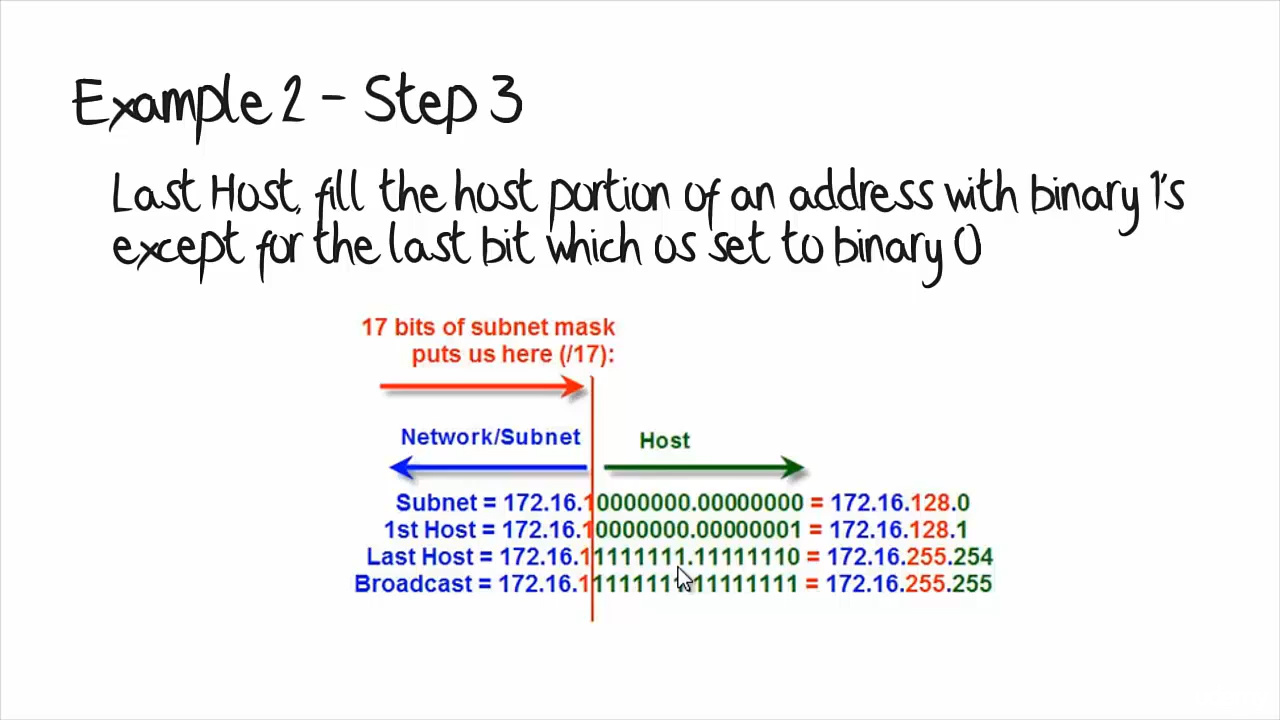 Example 2 - Step 3
Last Host, fill the host portion of an address with binary 1's
except for the last bit which os set to binary 0
17 bits of subnet mask
puts us here (/17):
Network/Subnet
Host
Subnet = 172.16.10000000.00000000 = 172.16.128.0
1st Host = 172.16.10000000.00000001 = 172.16.128.1
Last Host = 172.16.11111111.11111110 = 172.16.255.254
Broadcast = 172.16.11111111.11111111 = 172.16.255.255